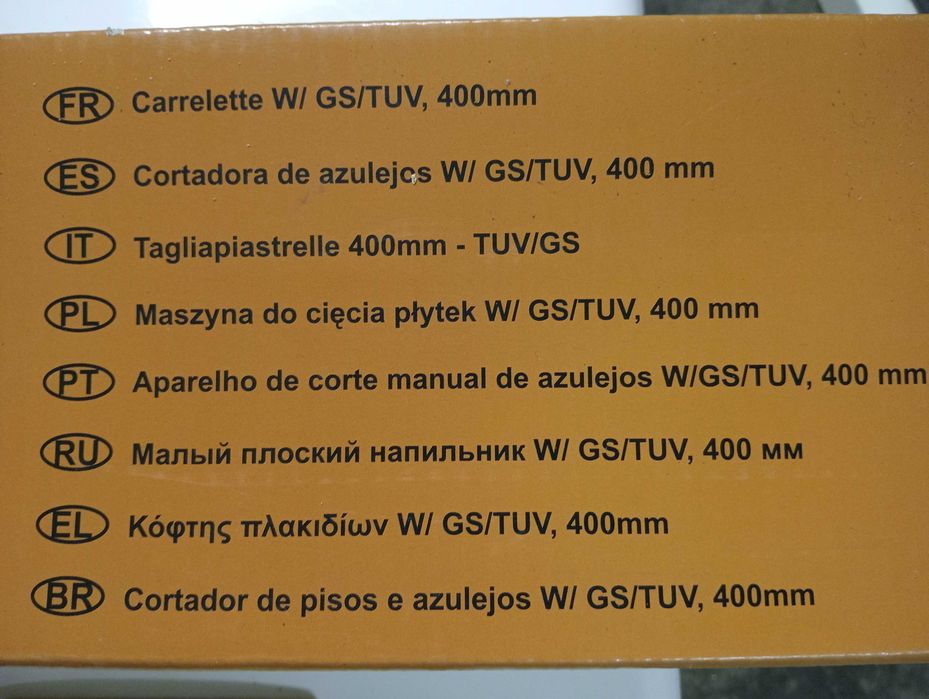 FR Carrelette W/ GS/TUV, 400mm
ES Cortadora de azulejos W/ GS/TUV, 400 mm
IT Tagliapiastrelle 400mm - TUV/GS
PL Maszyna do cięcia płytek W/ GS/TUV, 400 mm
PT Aparelho de corte manual de azulejos W/GS/TUV, 400 mm
RU Малый плоский напильник W/ GS/TUV, 400 мм
EL Κόφτης πλακιδίων W/ GS/TUV, 400mm
BR Cortador de pisos e azulejos W/ GS/TUV, 400mm